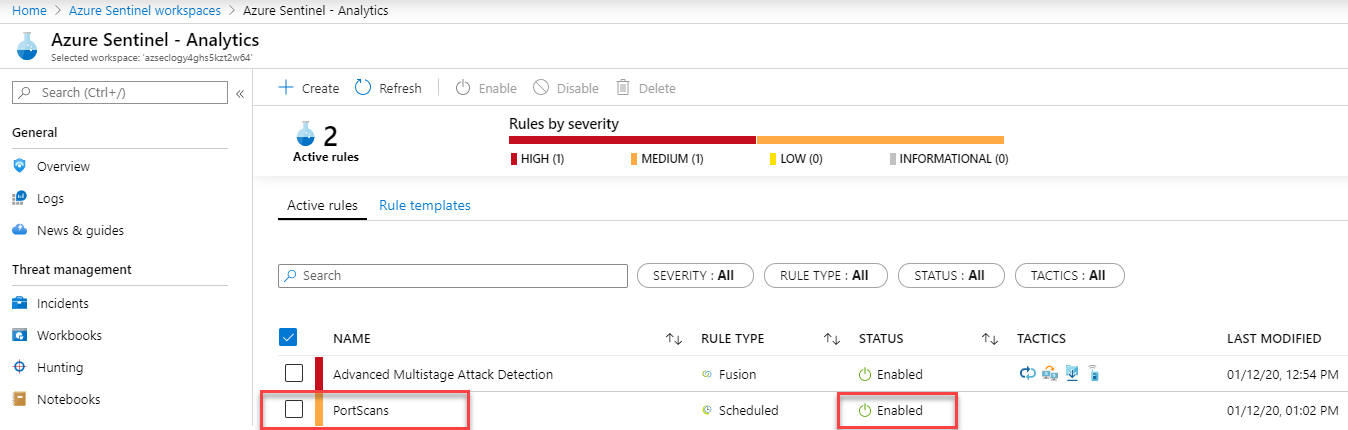 Home > Azure Sentinel workspaces > Azure Sentinel - Analytics
Azure Sentinel - Analytics
Selected workspace: 'azseclogy4ghs5kzt2w64'
Search (Ctrl+/)
«
General
Overview
Logs
News & guides
Threat management
Incidents
Workbooks
Hunting
Notebooks
+ Create Refresh Enable Disable Delete
2
Active rules
Rules by severity
HIGH (1) MEDIUM (1) LOW (0) INFORMATIONAL (0)
Active rules Rule templates
Search SEVERITY : All RULE TYPE : All STATUS : All TACTICS : All
NAME RULE TYPE STATUS TACTICS LAST MODIFIED
Advanced Multistage Attack Detection Fusion Enabled 01/12/20, 12:54 PM
PortScans Scheduled Enabled 01/12/20, 01:02 PM